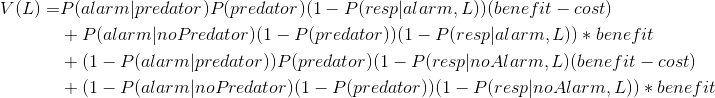 V(L) =P(alarm|predator)P(predator)(1 − P(resp|alarm, L))(benefit − cost)
+ P(alarm|noPredator)(1 − P(predator))(1 − P(resp|alarm, L)) ∗ benefit
+ (1 − P(alarm|predator))P(predator)(1 − P(resp|noAlarm, L)(benefit − cost)
+ (1 − P(alarm|noPredator)(1 − P(predator))(1 − P(resp|noAlarm, L)) ∗ benefit